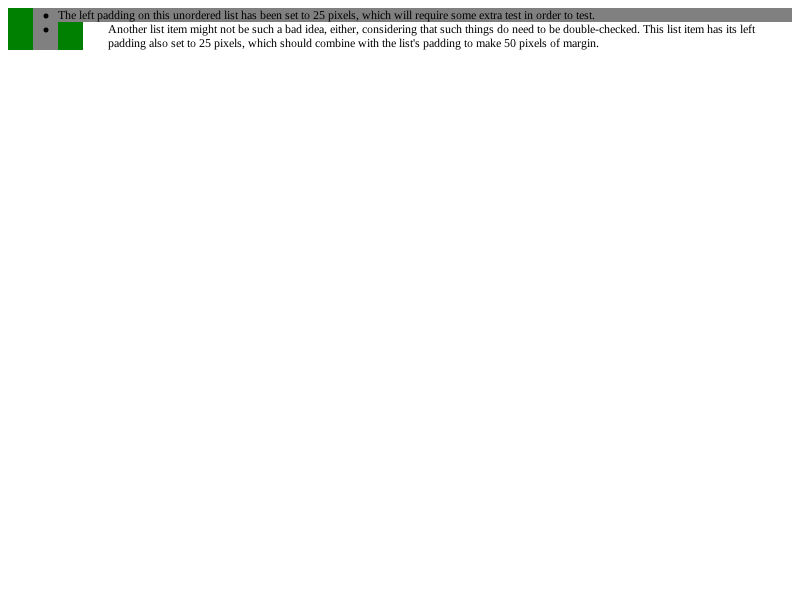 • The left padding on this unordered list has been set to 25 pixels, which will require some extra test in order to test.
• Another list item might not be such a bad idea, either, considering that such things do need to be double-checked. This list item has its left
padding also set to 25 pixels, which should combine with the list's padding to make 50 pixels of margin.